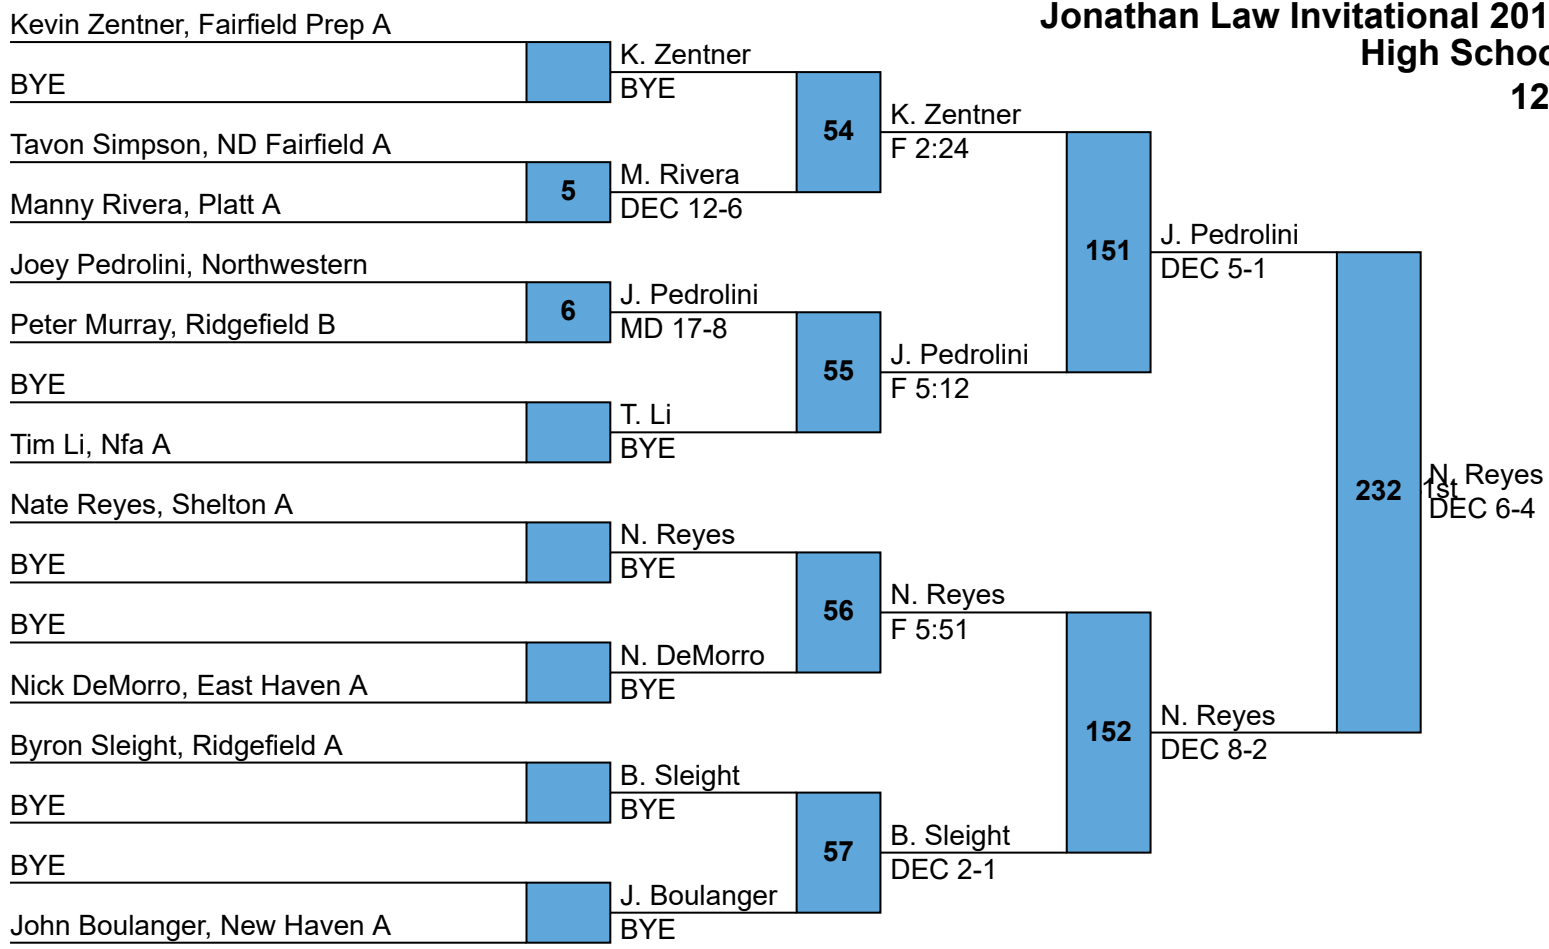 Jonathan Law Invitational 201
High Schoo
12
Kevin Zentner, Fairfield Prep A
BYE
Tavon Simpson, ND Fairfield A
Manny Rivera, Platt A
Joey Pedrolini, Northwestern
Peter Murray, Ridgefield B
BYE
Tim Li, Nfa A
Nate Reyes, Shelton A
BYE
BYE
Nick DeMorro, East Haven A
Byron Sleight, Ridgefield A
BYE
BYE
John Boulanger, New Haven A
5
6
K. Zentner
BYE
M. Rivera
DEC 12-6
J. Pedrolini
MD 17-8
T. Li
BYE
N. Reyes
BYE
N. DeMorro
BYE
B. Sleight
BYE
J. Boulanger
BYE
54
55
56
57
K. Zentner
F 2:24
J. Pedrolini
F 5:12
N. Reyes
F 5:51
B. Sleight
DEC 2-1
151
152
J. Pedrolini
DEC 5-1
N. Reyes
DEC 8-2
232
N. Reyes
1st
DEC 6-4